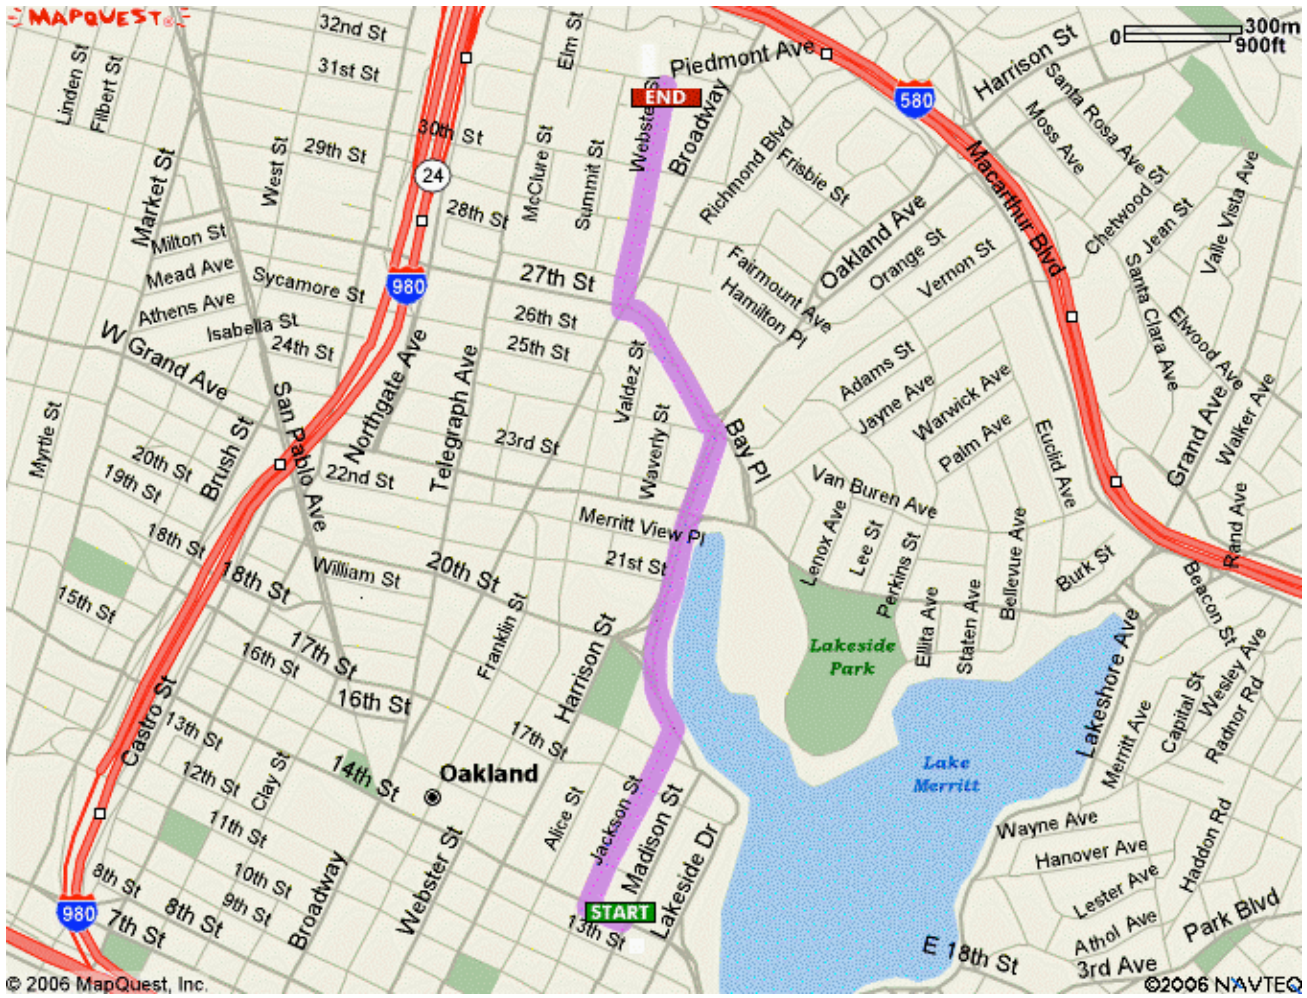 MAPQUEST
32nd St
31st St
Elm St
Piedmont Ave
Harrison St
0
300m
900ft
Linden St
Filbert St
END
Webster St
Broadway
580
Santa Rosa Ave
Moss Ave
30th St
29th St
West St
24
McClure St
Summit St
Richmond Blvd
Frisbie St
Macarthur Blvd
Chetwood St
Jean St
Valle Vista Ave
Market St
28th St
Milton St
Mead Ave
Athens Ave
Sycamore St
Isabella St
24th St
980
27th St
26th St
25th St
Fairmount Ave
Hamilton Pl
Oakland Ave
Orange St
Vernon St
Santa Clara Ave
Elwood Ave
W Grand Ave
San Pablo Ave
Northgate Ave
Telegraph Ave
Valdez St
Adams St
Jayne Ave
Warwick Ave
Palm Ave
Euclid Ave
Grand Ave
Walker Ave
Myrtle St
Brush St
20th St
19th St
18th St
22nd St
23rd St
Waverly St
Bay Pl
Van Buren Ave
Merritt View Pl
21st St
Lenox Ave
Lee St
Perkins St
Bellevue Ave
Burk St
Rand Ave
Beacon St
15th St
18th St
William St
20th St
17th St
16th St
16th St
Franklin St
Harrison St
Lakeside
Park
Ellita Ave
Staten Ave
Lakeshore Ave
Wesley Ave
Capital St
Radnor Rd
Merritt Ave
Castro St
13th St
12th St
Clay St
14th St
17th St
Oakland
Lake
Merritt
Alice St
Jackson St
Madison St
Lakeside Dr
11th St
10th St
9th St
8th St
8th St
7th St
980
Broadway
Webster St
START
13th St
Wayne Ave
Hanover Ave
Lester Ave
Athol Ave
Haddon Rd
Park Blvd
E 18th St
3rd Ave
© 2006 MapQuest, Inc.
©2006 NAVTEQ